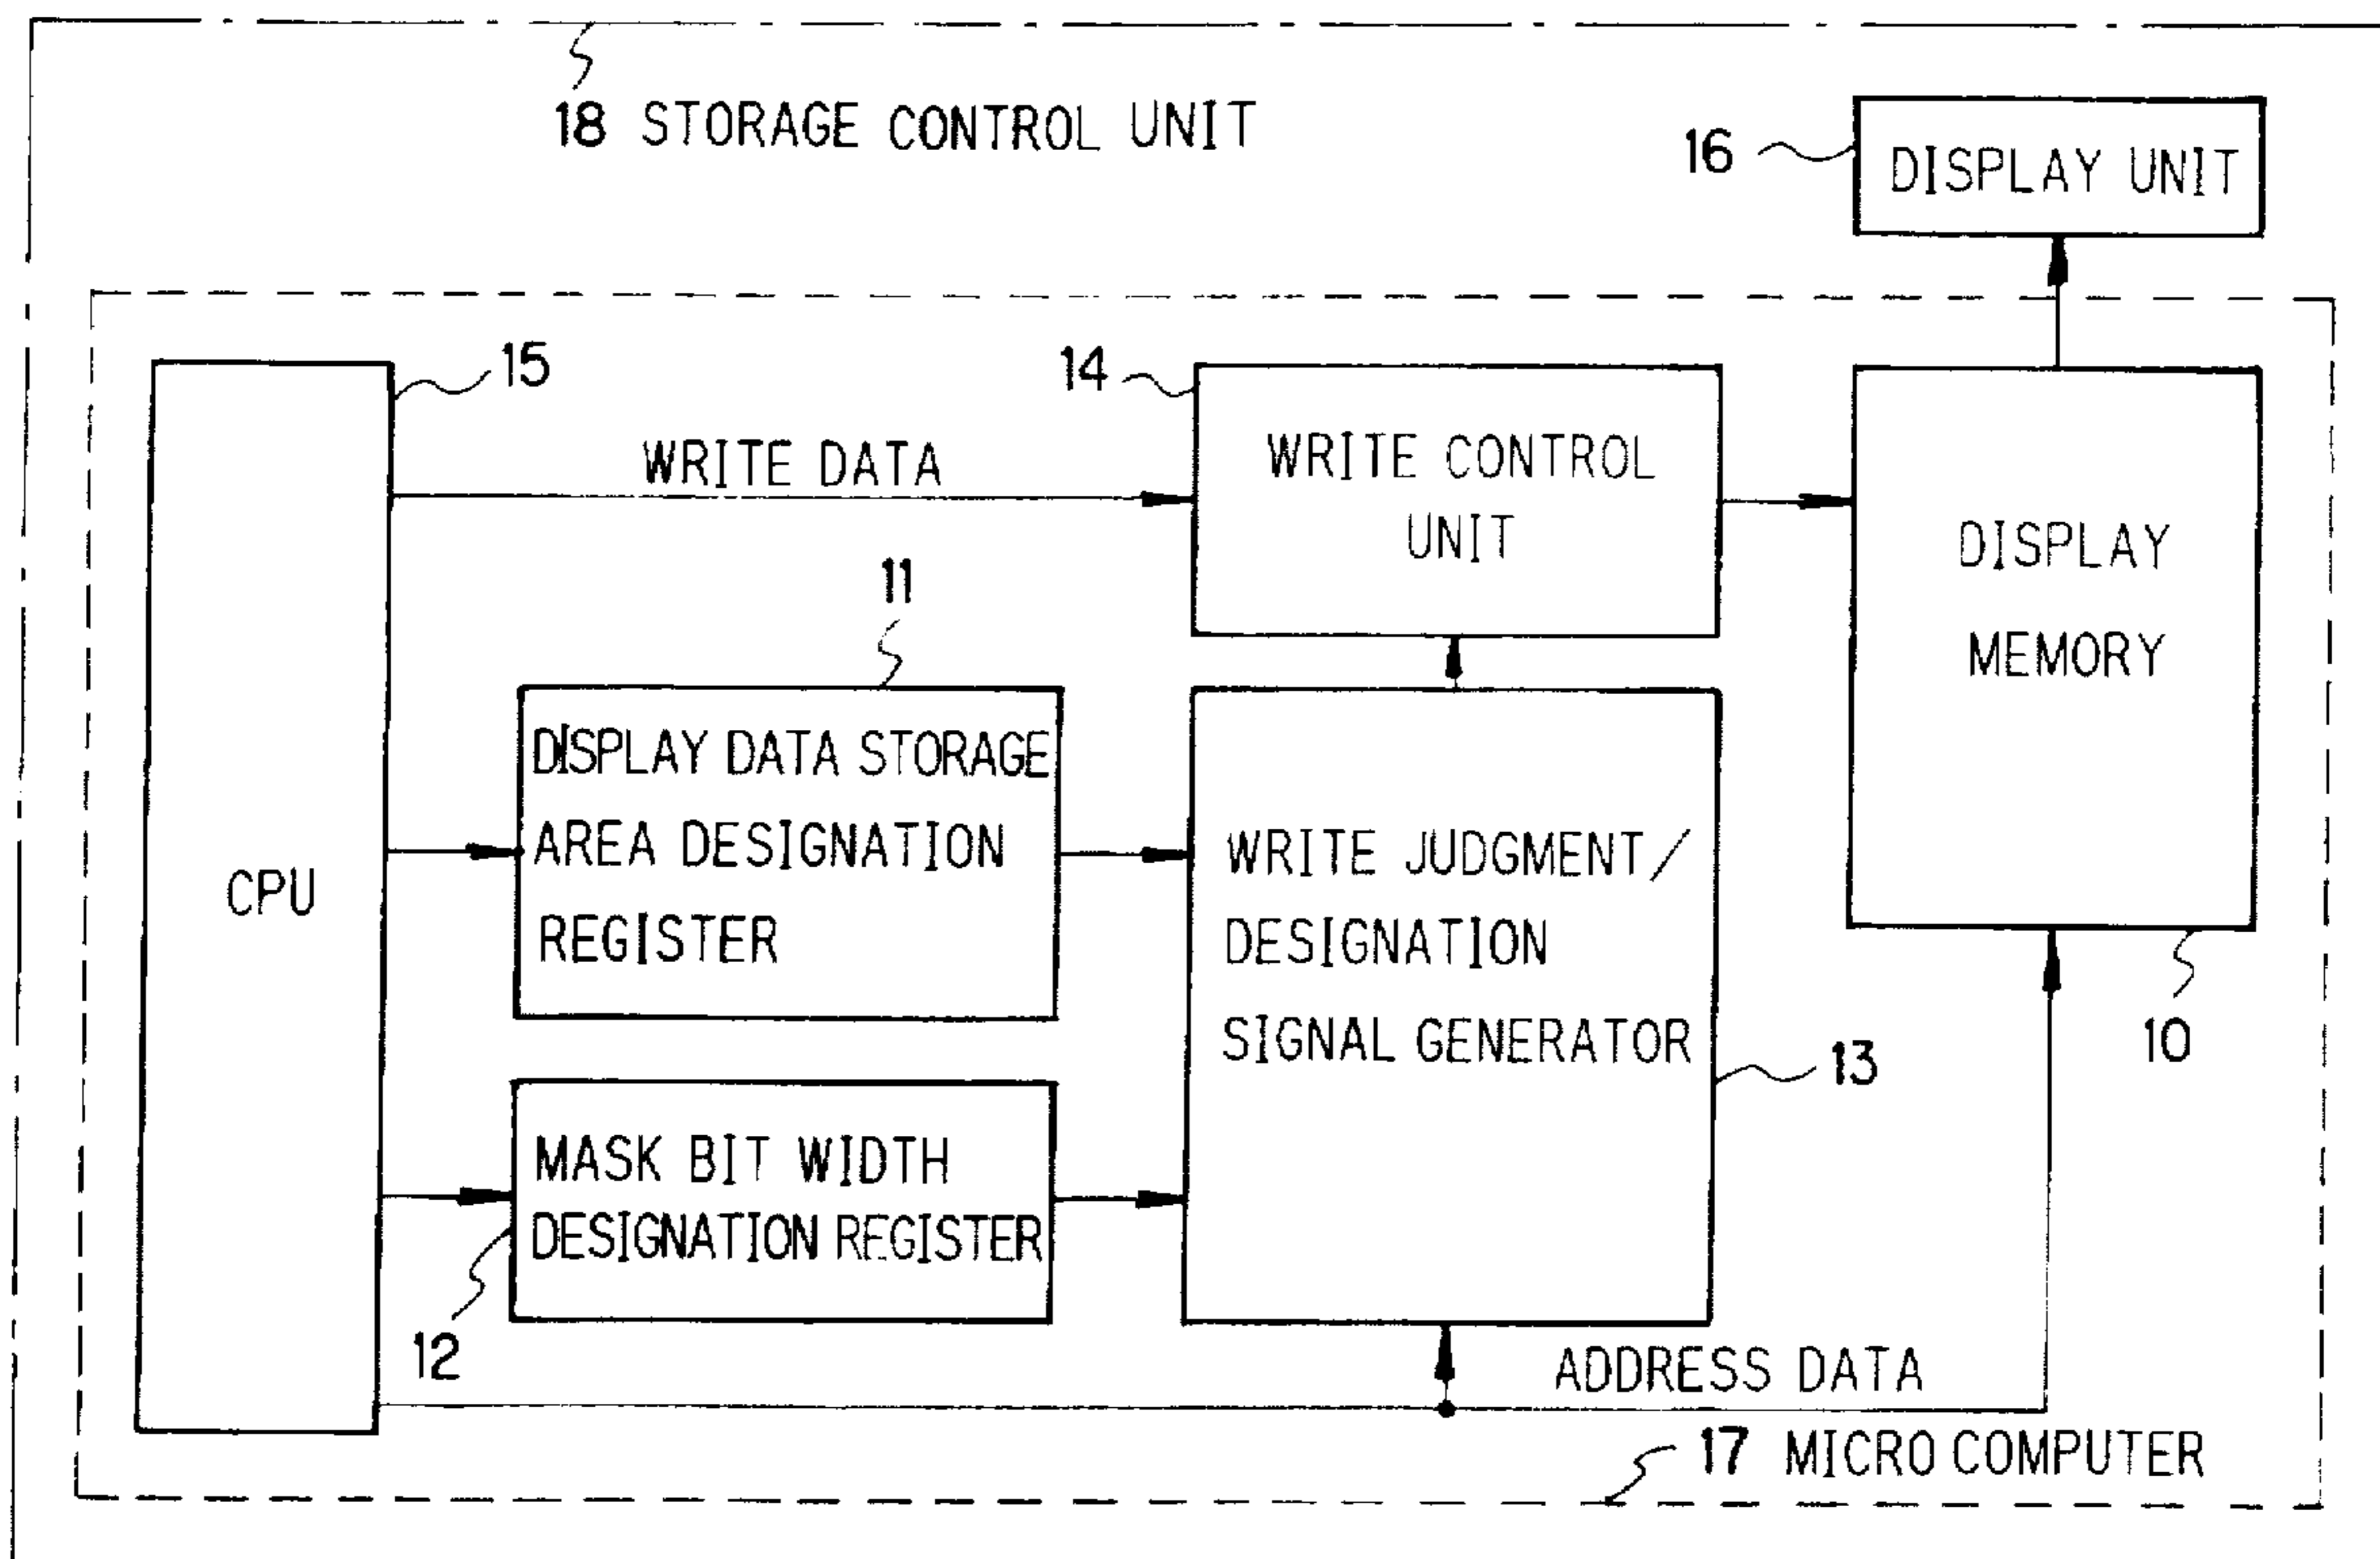 18 STORAGE CONTROL UNIT
16
DISPLAY UNIT
15
14
WRITE DATA
WRITE CONTROL
UNIT
DISPLAY
MEMORY
11
DISPLAY DATA STORAGE
AREA DESIGNATION
REGISTER
CPU
WRITE JUDGMENT/
DESIGNATION
SIGNAL GENERATOR
13
10
MASK BIT WIDTH
DESIGNATION REGISTER
12
ADDRESS DATA
17 MICRO COMPUTER